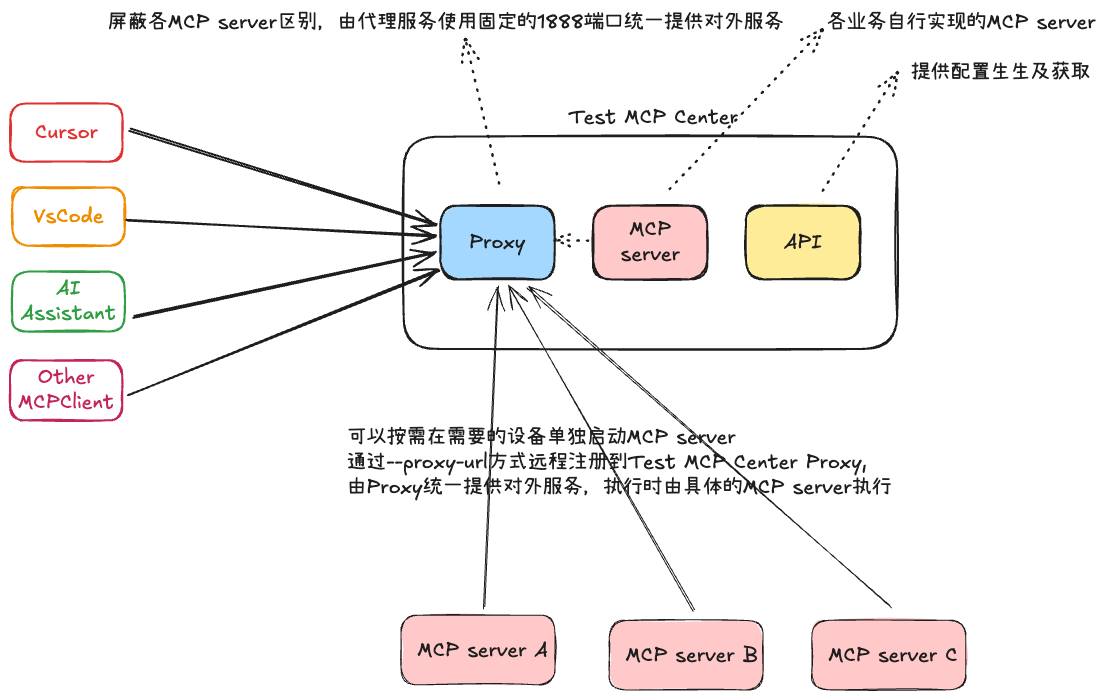 屏蔽各MCP server区别，由代理服务使用固定的1888端口统一提供对外服务
各业务自行实现的MCP server
提供配置生生及获取
Test MCP Center
Cursor
VsCode
AI
Assistant
Other
MCPClient
Proxy
MCP
server
API
可以按需在需要的设备单独启动MCP server
通过--proxy-url方式远程注册到Test MCP Center Proxy,
由Proxy统一提供对外服务，执行时由具体的MCP server执行
MCP server A
MCP server B
MCP server C